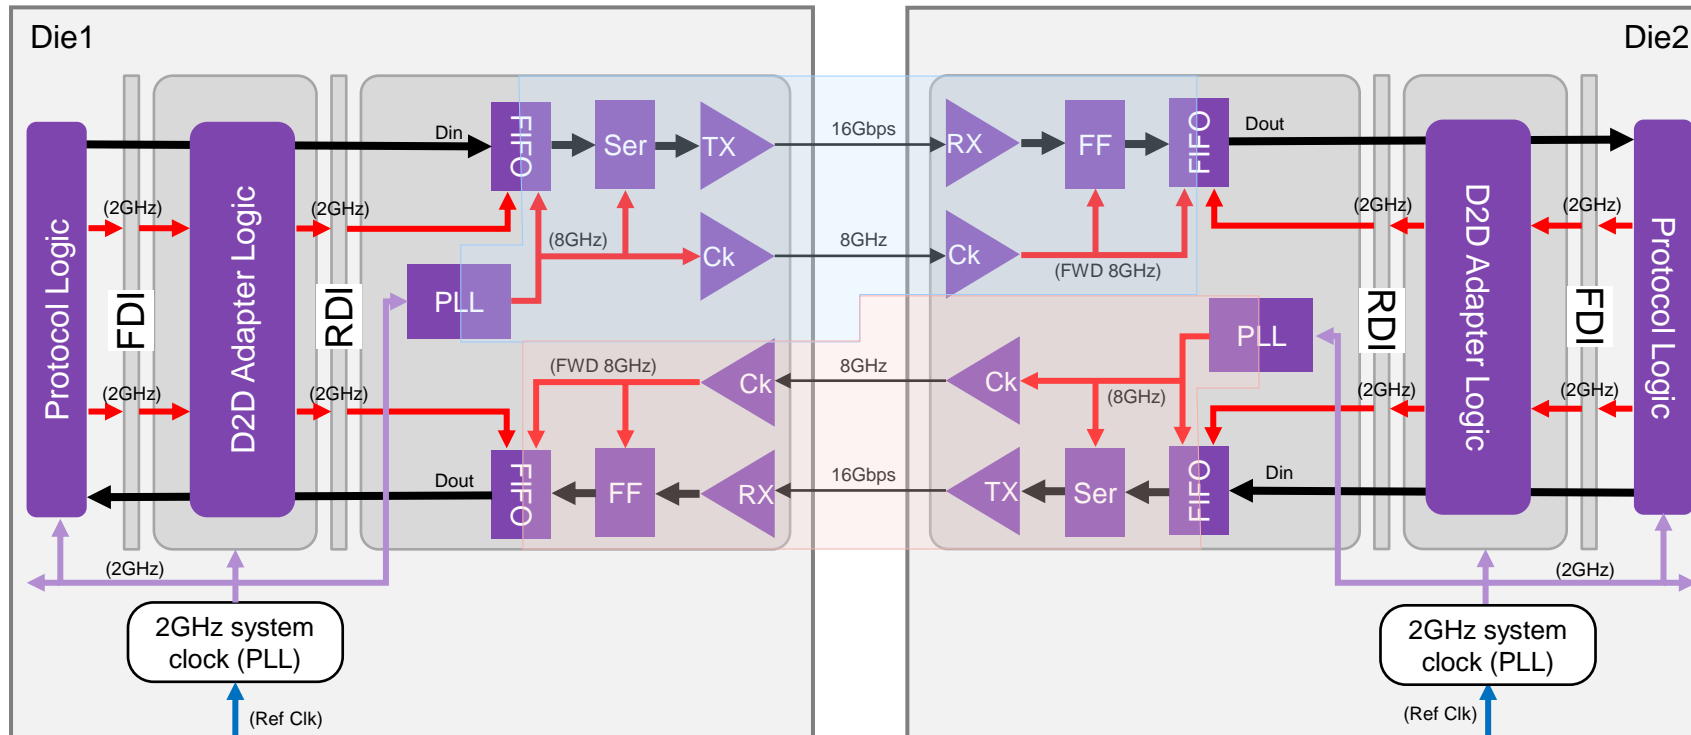 Die1
Die2
Din
FIFO
Ser
TX
16Gbps
RX
FF
FIFO
Dout
(2GHz)
(2GHz)
(8GHz)
Ck
8GHz
Ck
(FWD 8GHz)
(2GHz)
(2GHz)
Protocol Logic
FDI
D2D Adapter Logic
RDI
PLL
PLL
RDI
D2D Adapter Logic
FDI
Protocol Logic
(FWD 8GHz)
Ck
8GHz
Ck
(8GHz)
(2GHz)
(2GHz)
(2GHz)
(2GHz)
Dout
FIFO
FF
RX
16Gbps
TX
Ser
FIFO
Din
(2GHz)
(2GHz)
2GHz system
clock (PLL)
2GHz system
clock (PLL)
(Ref Clk)
(Ref Clk)